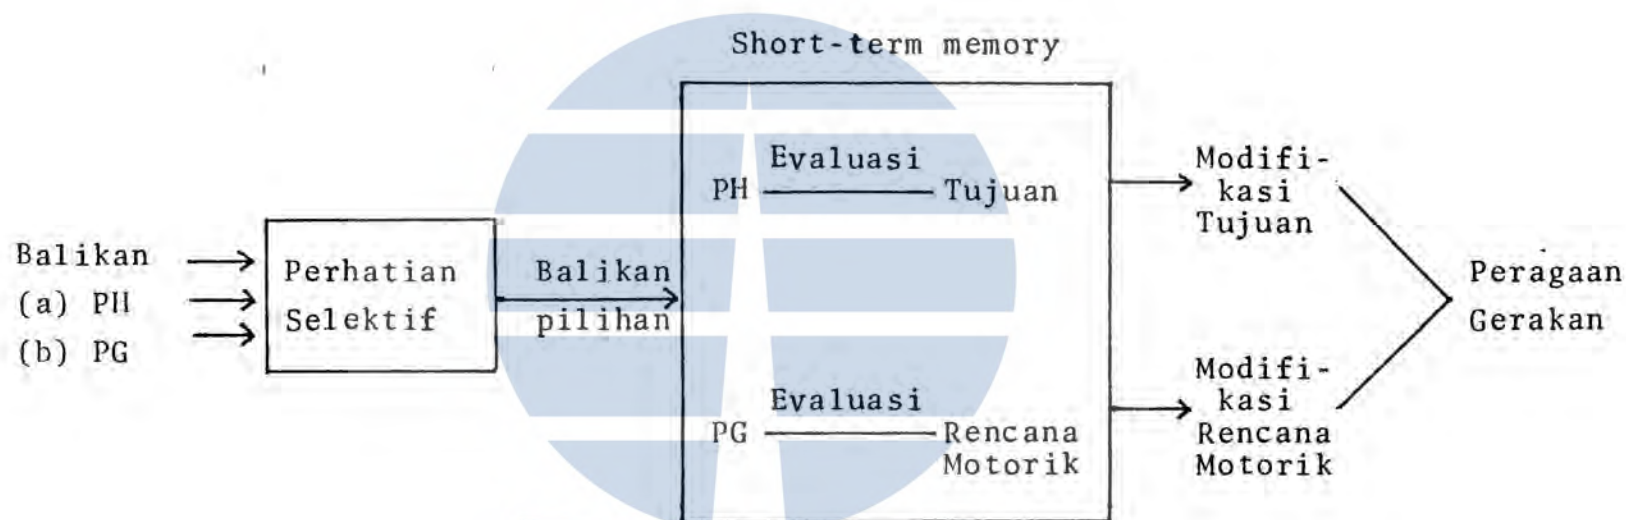 Short-term memory
Balikan
(a) PH
(b) PG
Perhatian
Selektif
Balikan
pilihan
Evaluasi
PH Tujuan
Evaluasi
PG Rencana
Motorik
Modifi-
kasi
Tujuan
Modifi-
kasi
Rencana
Motorik
Peragaan
Gerakan